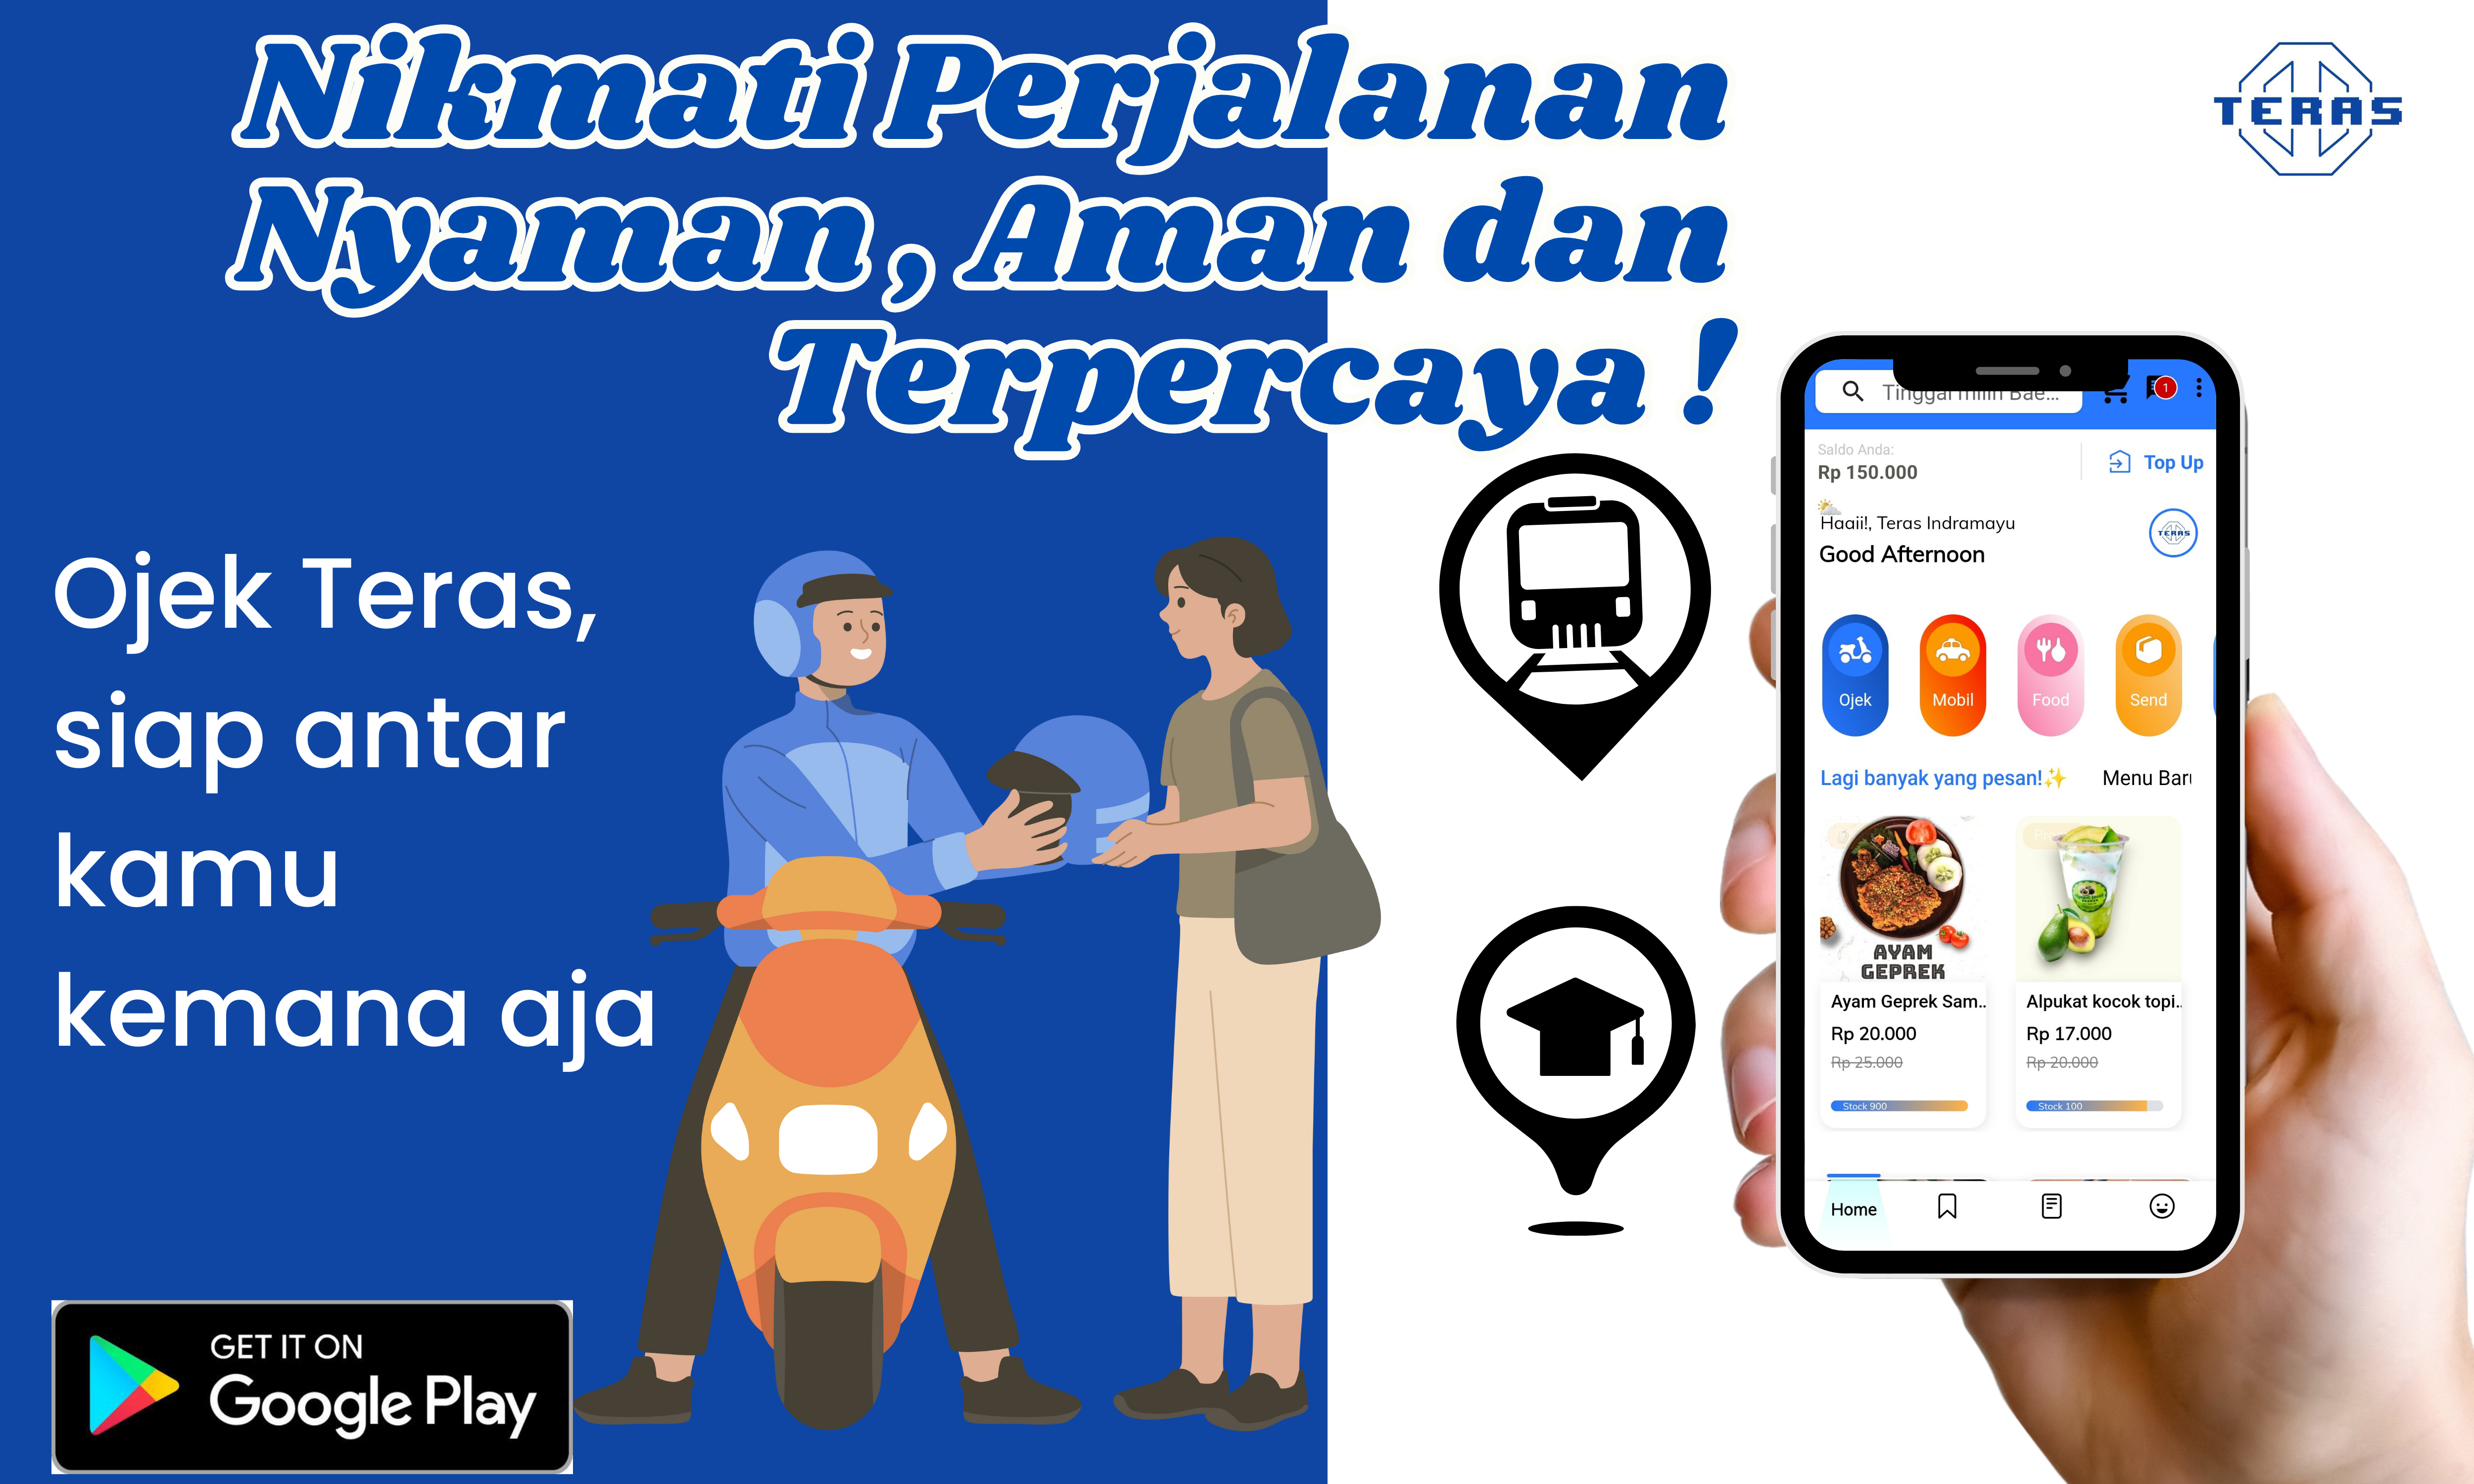 Nikmati Perjalanan
Nyaman, Aman dan
Terpercaya !
TERAS
Ojek Teras,
siap antar
kamu
kemana aja
GET IT ON
Google Play
1
Saldo Anda:
Rp 150.000
Top Up
Haaii!, Teras Indramayu
TERAS
Good Afternoon
Ojek
Mobil
Food
Send
Lagi banyak yang pesan!✨ Menu Baru
AYAM
GEPREK
Ayam Geprek Sam..
Rp 20.000
Rp 25.000
Stock 900
Alpukat kocok topi..
Rp 17.000
Rp 20.000
Stock 100
Home